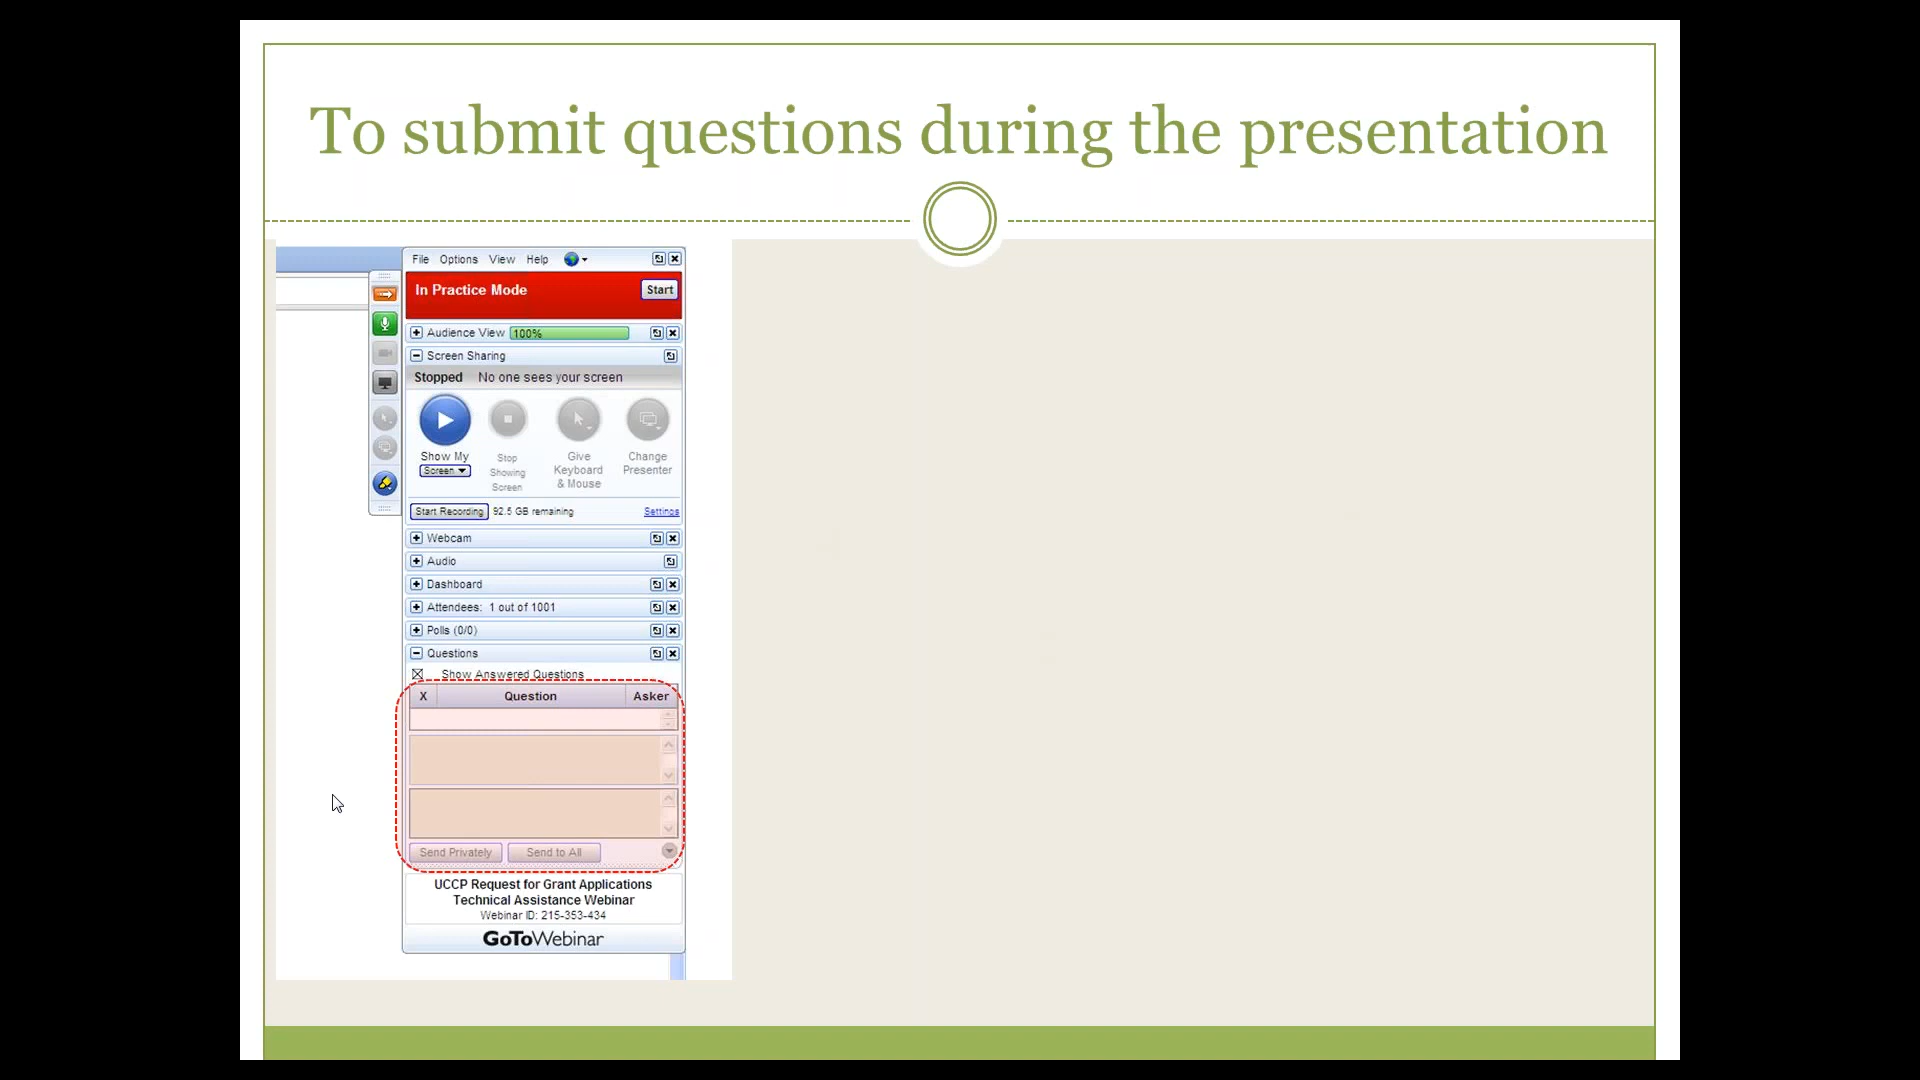 To submit questions during the presentation
File Options View Help
In Practice Mode Start
Audience View 100%
Screen Sharing
Stopped No one sees your screen
Show My Screen
Stop Showing Screen
Give Keyboard & Mouse
Change Presenter
Start Recording 92.5 GB remaining Settings
Webcam
Audio
Dashboard
Attendees: 1 out of 1001
Polls (0/0)
Questions
Show Answered Questions
X Question Asker
Send Privately Send to All
UCCP Request for Grant Applications
Technical Assistance Webinar
Webinar ID: 215-353-434
GoToWebinar